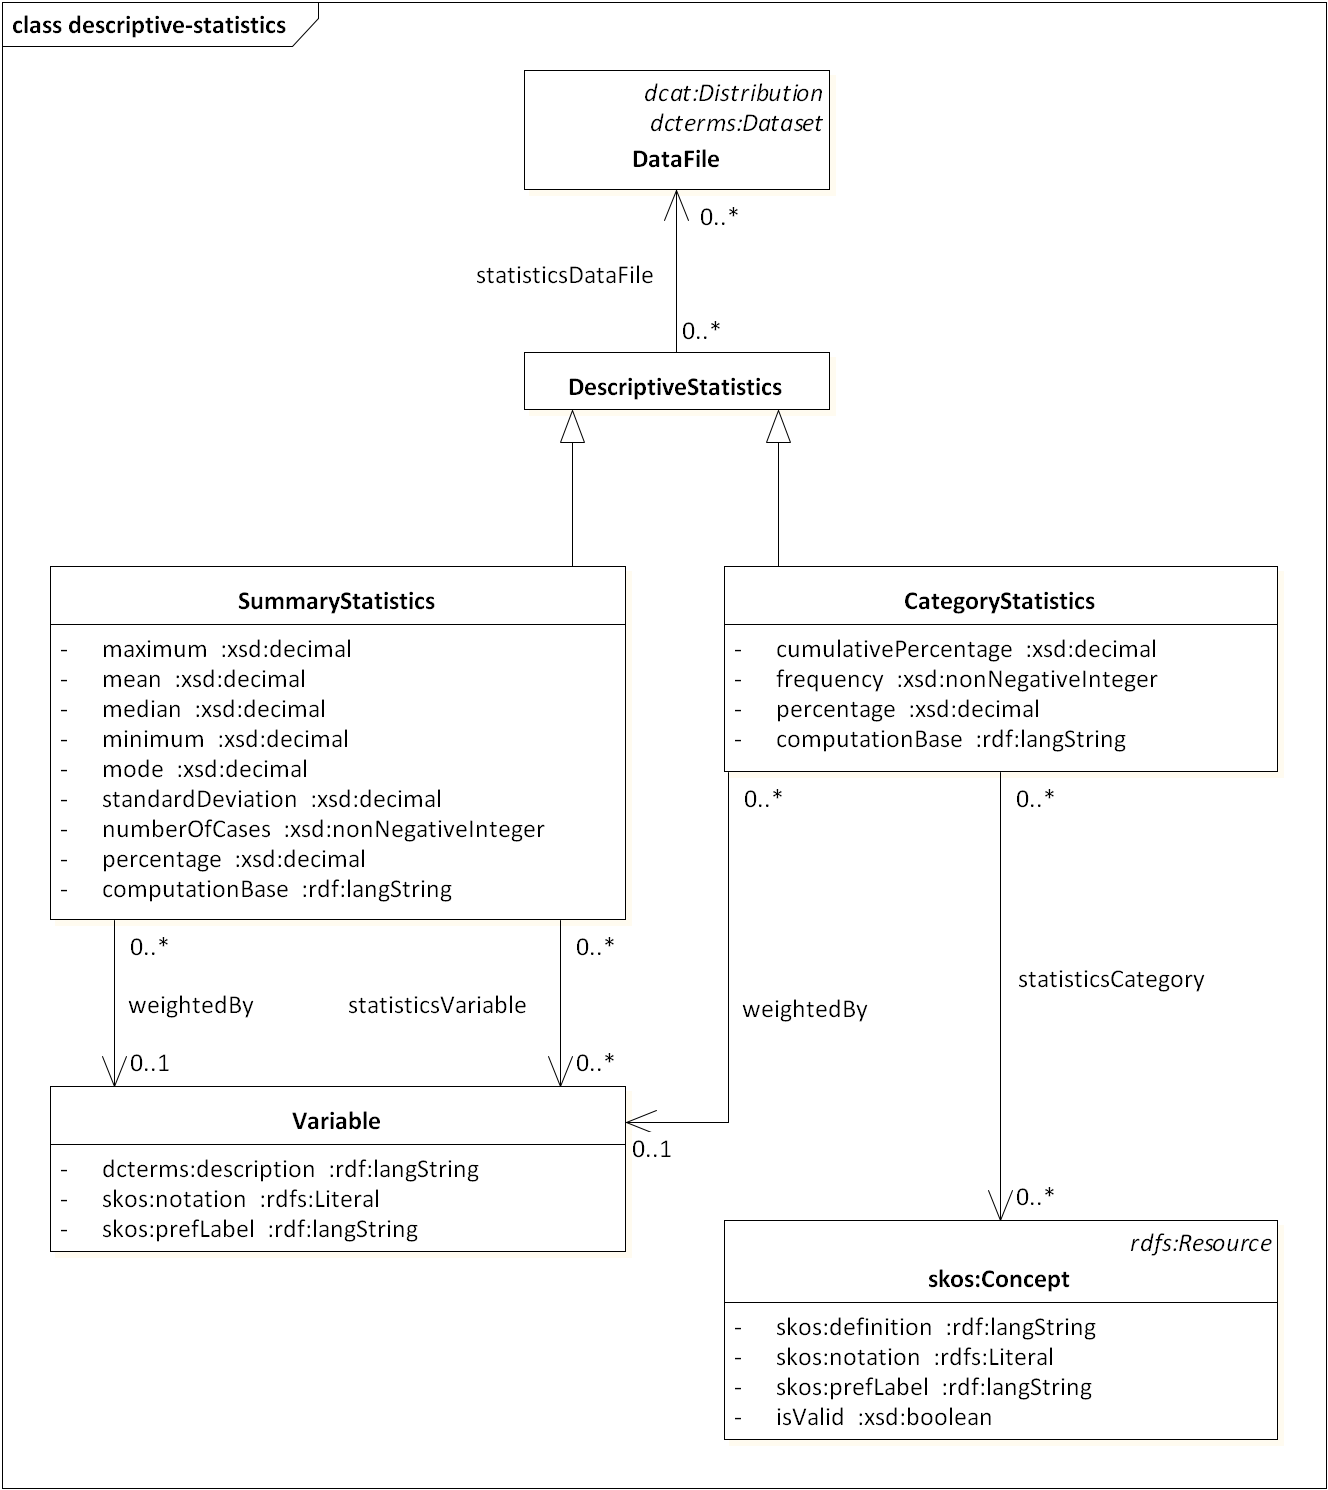 class descriptive-statistics
dcat:Distribution
dcterms:Dataset
DataFile
0..*
statisticsDataFile
0..*
DescriptiveStatistics
SummaryStatistics
- maximum :xsd:decimal
- mean :xsd:decimal
- median :xsd:decimal
- minimum :xsd:decimal
- mode :xsd:decimal
- standardDeviation :xsd:decimal
- numberOfCases :xsd:nonNegativeInteger
- percentage :xsd:decimal
- computationBase :rdf:langString
CategoryStatistics
- cumulativePercentage :xsd:decimal
- frequency :xsd:nonNegativeInteger
- percentage :xsd:decimal
- computationBase :rdf:langString
0..*
0..*
0..*
0..*
weightedBy
statisticsVariable
weightedBy
statisticsCategory
0..1
0..*
0..1
0..*
Variable
- dcterms:description :rdf:langString
- skos:notation :rdfs:Literal
- skos:prefLabel :rdf:langString
rdfs:Resource
skos:Concept
- skos:definition :rdf:langString
- skos:notation :rdfs:Literal
- skos:prefLabel :rdf:langString
- isValid :xsd:boolean